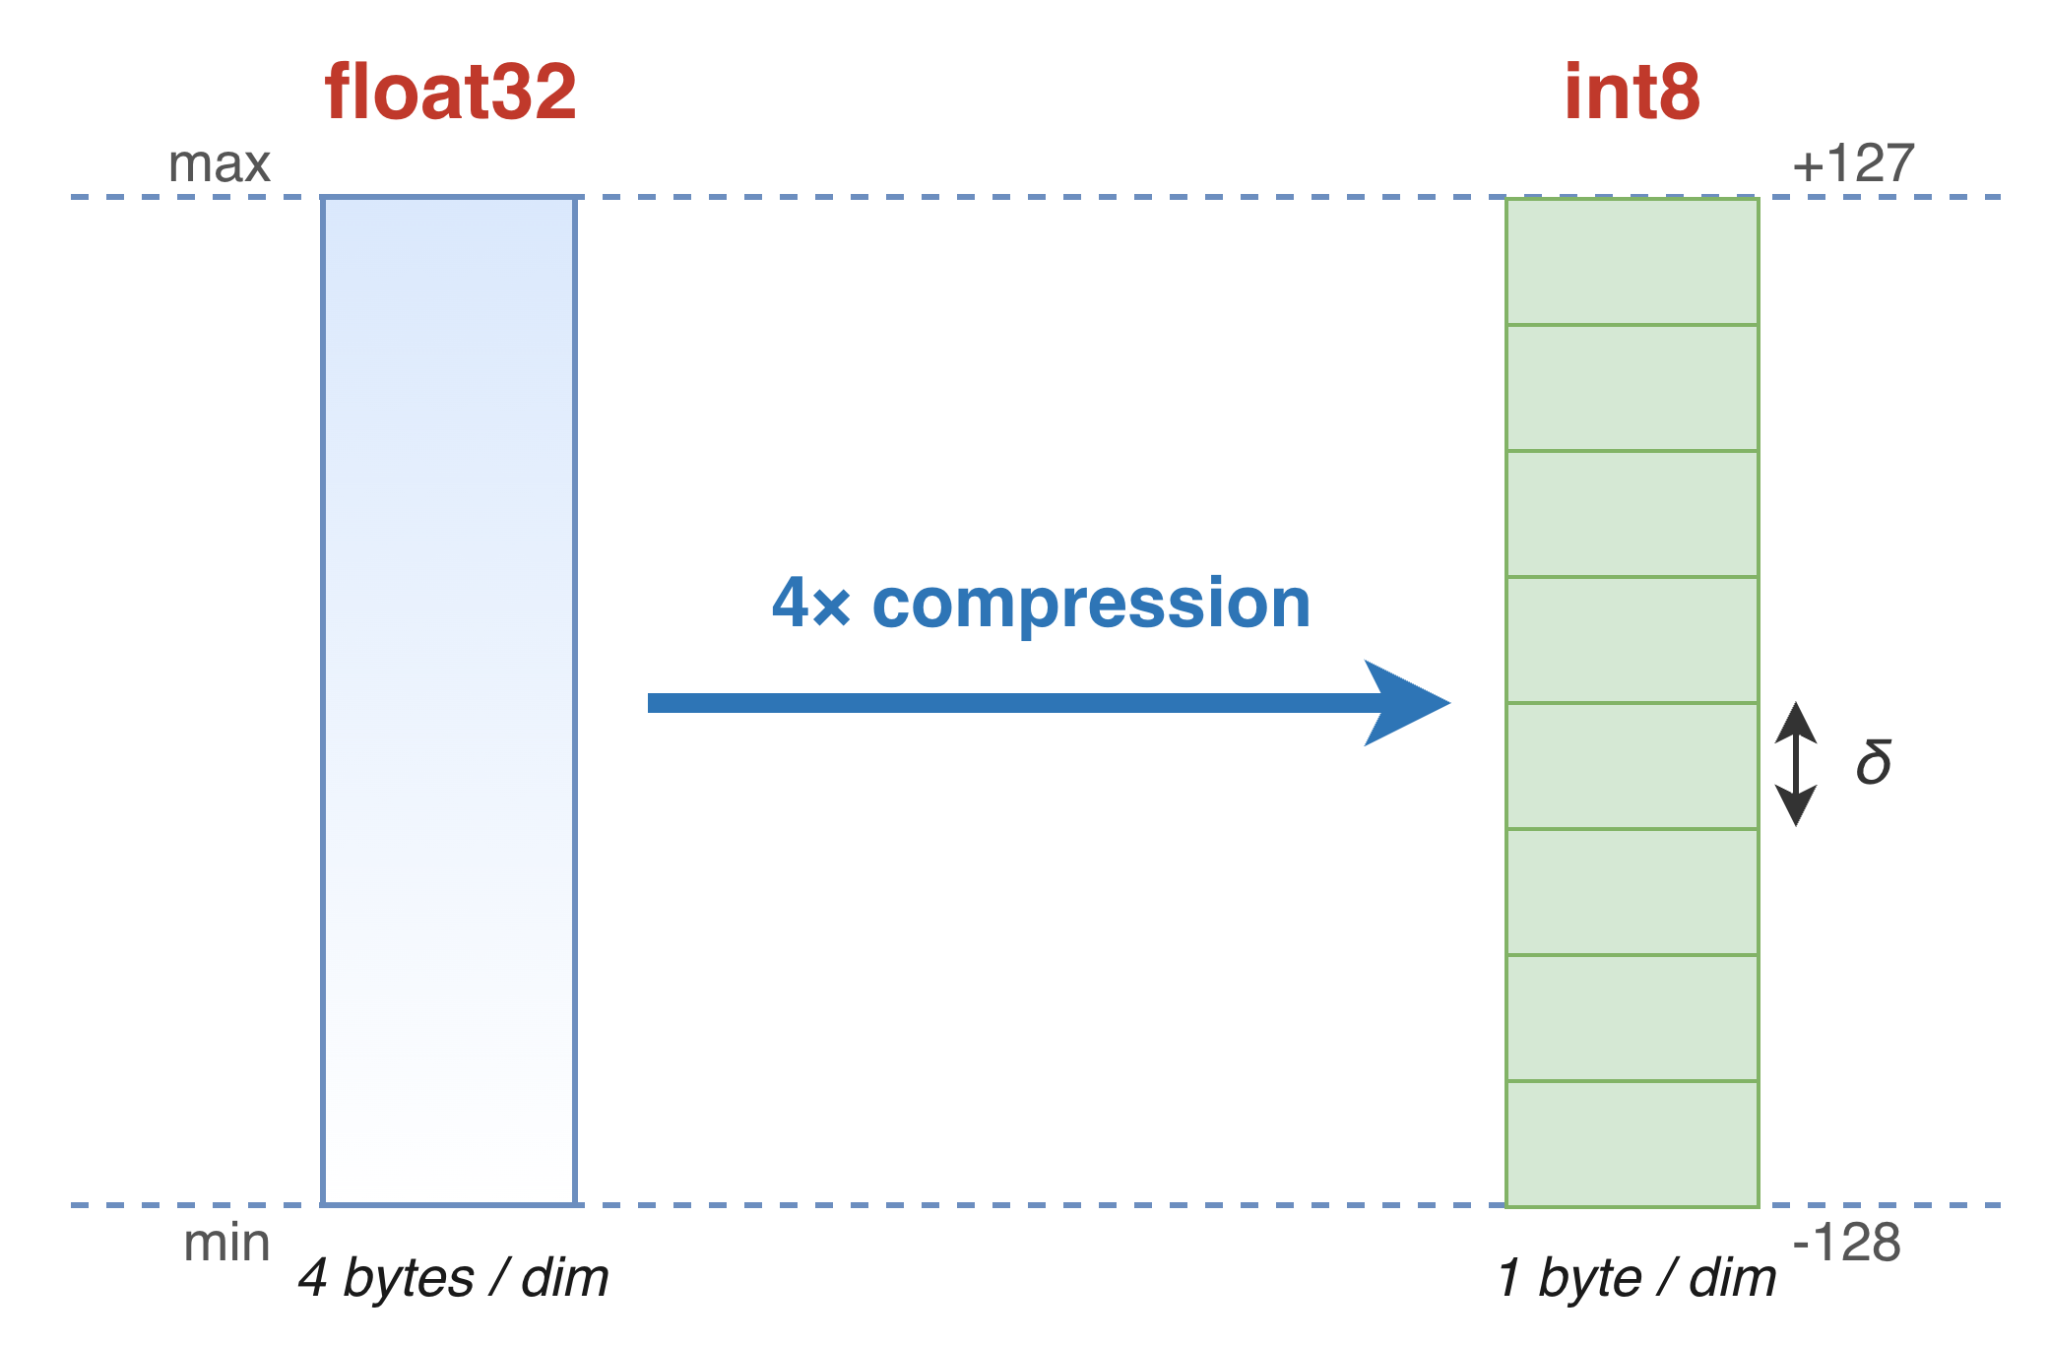 float32
int8
max
+127
4× compression
δ
min
-128
4 bytes / dim
1 byte / dim